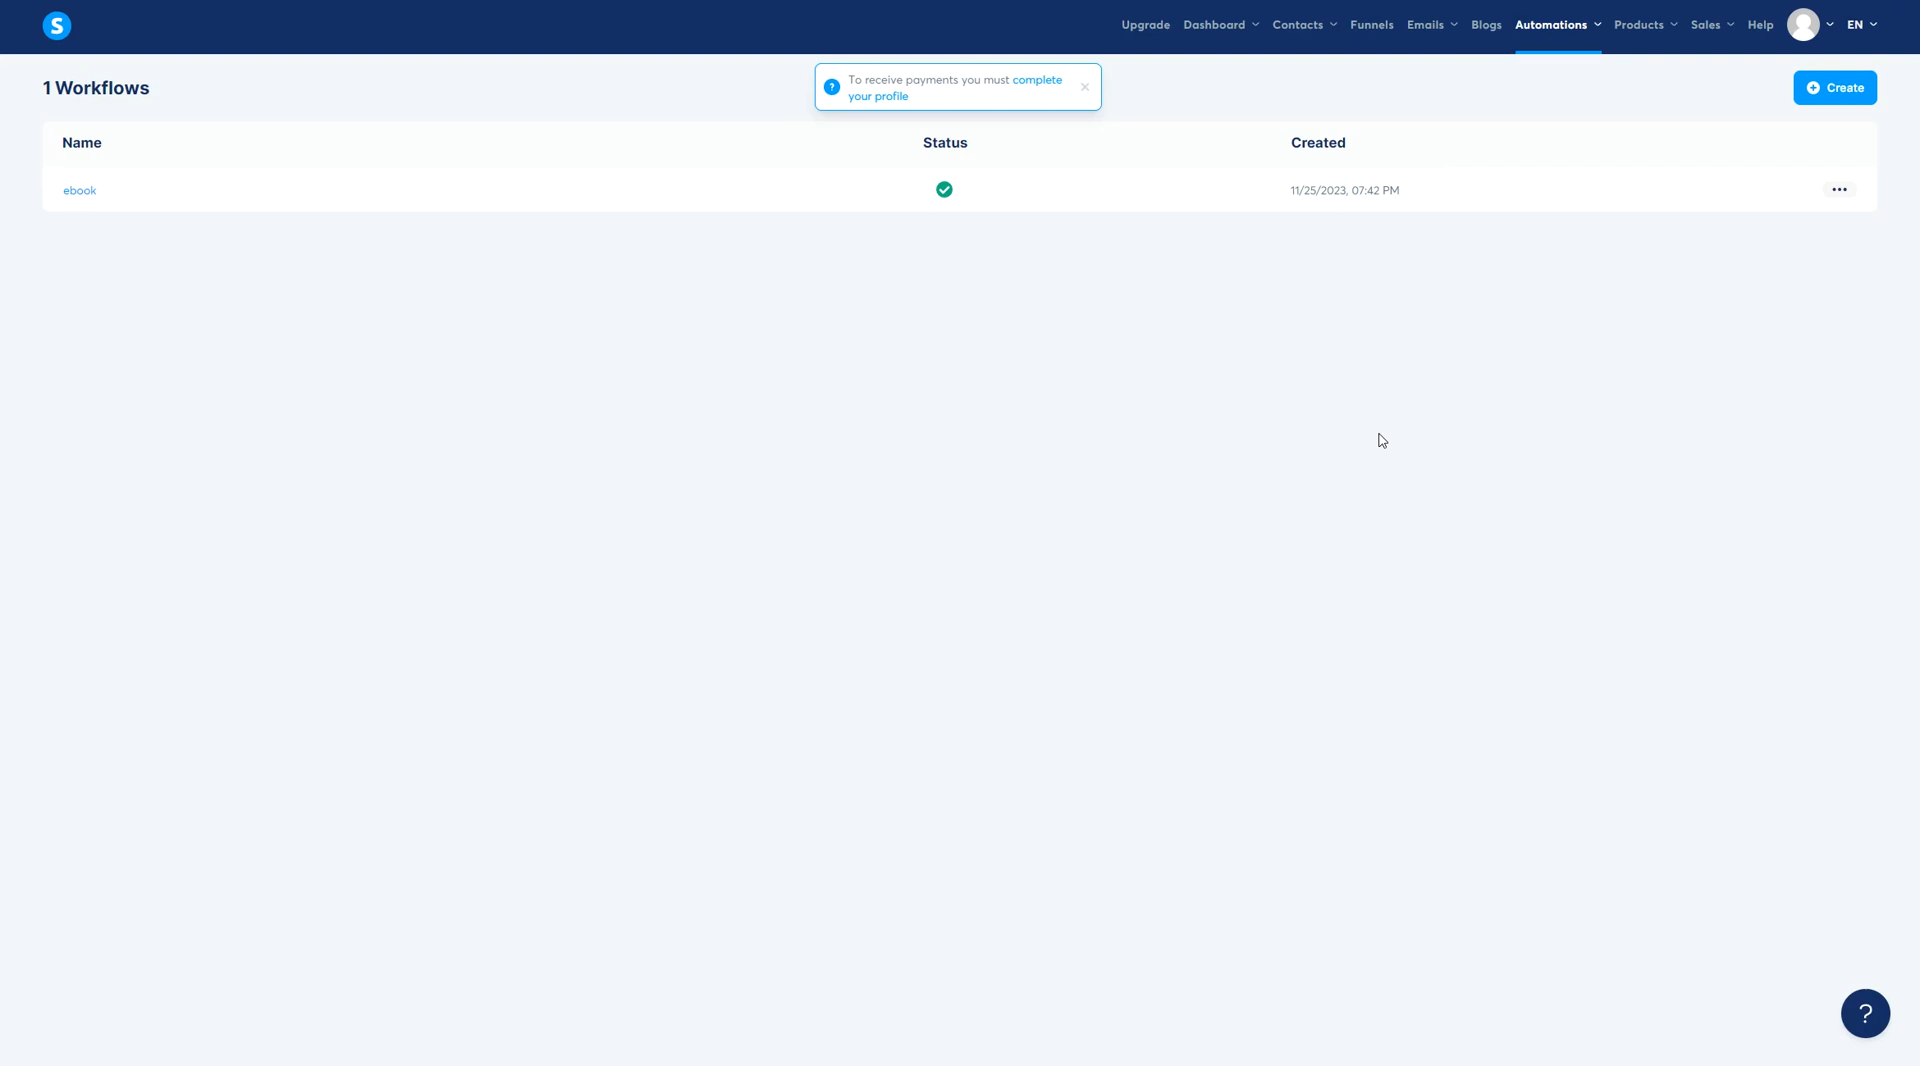 S
Upgrade Dashboard Contacts Funnels Emails Blogs Automations Products Sales Help EN
1 Workflows
To receive payments you must complete
your profile
Create
Name Status Created
ebook 11/25/2023, 07:42 PM
?